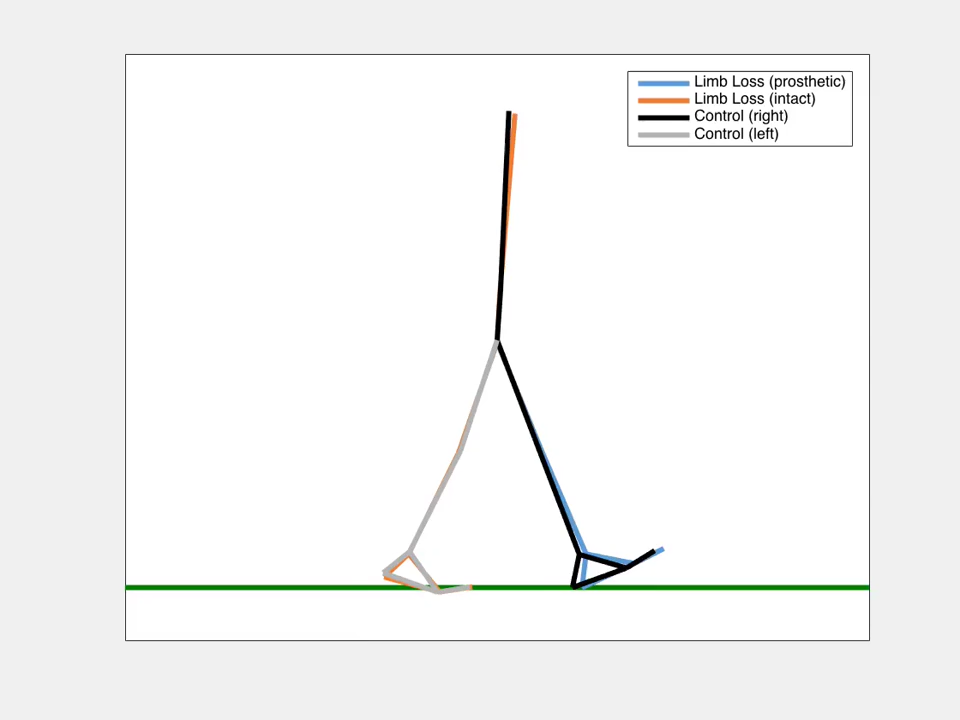 Limb Loss (prosthetic)
Limb Loss (intact)
Control (right)
Control (left)